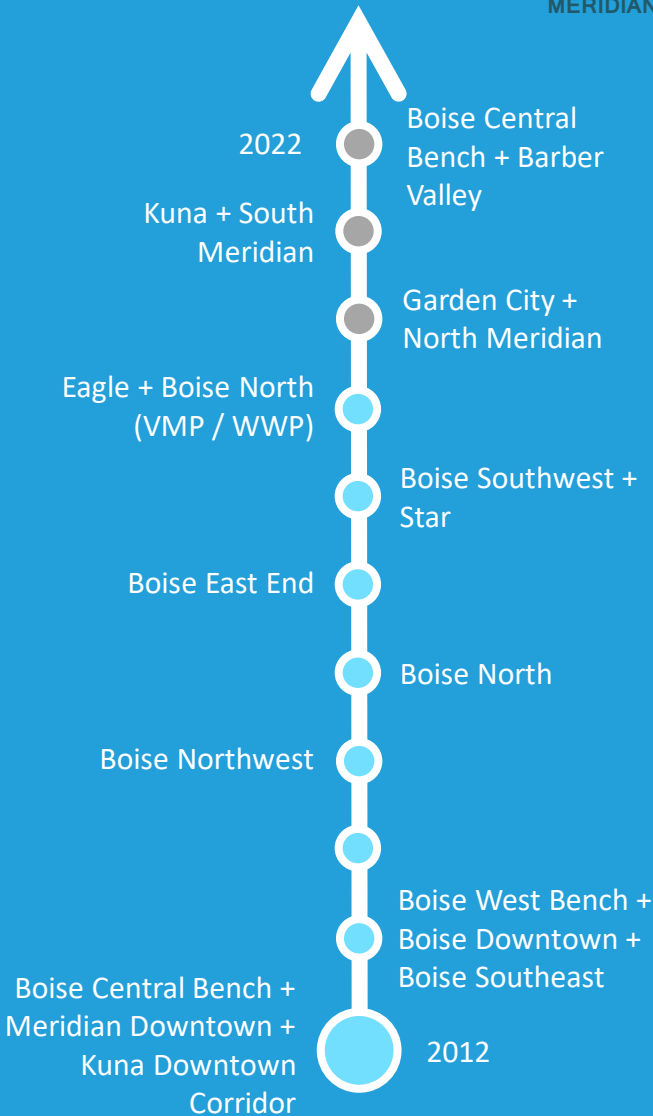 MERIDIAN
2022
Boise Central
Bench + Barber
Valley
Kuna + South
Meridian
Garden City +
North Meridian
Eagle + Boise North
(VMP / WWP)
Boise Southwest +
Star
Boise East End
Boise North
Boise Northwest
Boise West Bench +
Boise Downtown +
Boise Southeast
Boise Central Bench +
Meridian Downtown +
Kuna Downtown
Corridor
2012